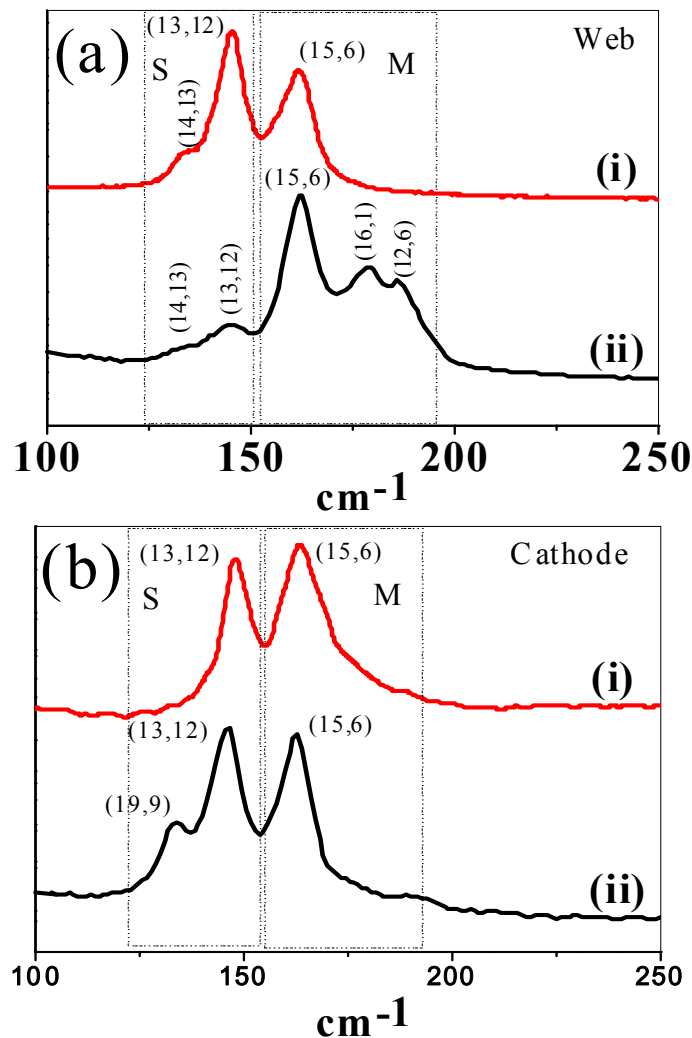 (a)
(13,12)
(15,6)
Web
S
M
(14,13)
(i)
(15,6)
(16,1)
(12,6)
(14,13)
(13,12)
(ii)
100 150 200 250
cm-1
(b)
(13,12)
(15,6)
Cathode
S
M
(i)
(13,12)
(15,6)
(19,9)
(ii)
100 150 200 250
cm-1